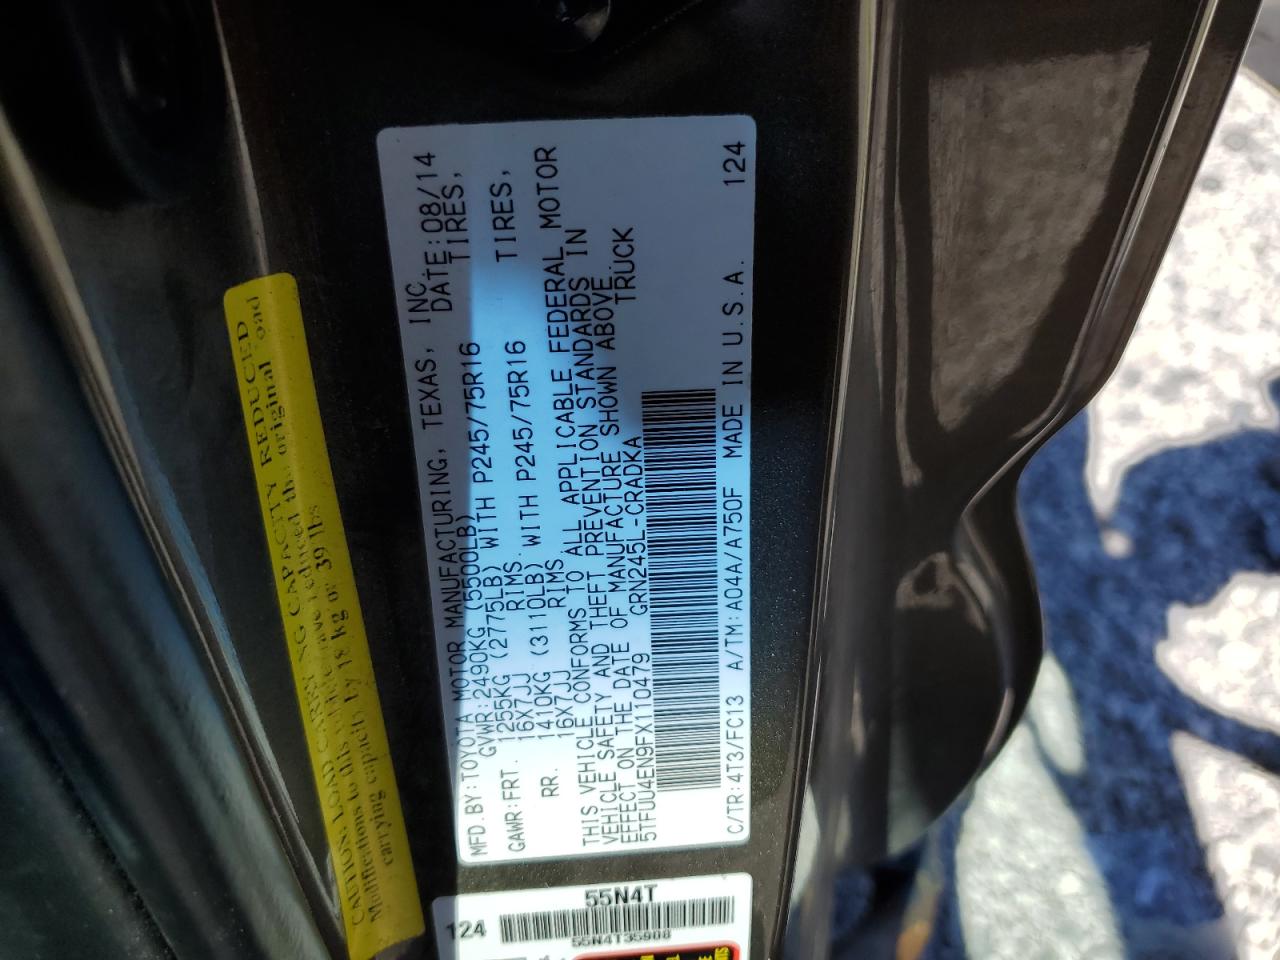 CAUTION: LOAD CARRYING CAPACITY REDUCED
Modifications to this have reduced the original load
carrying capacity by 18 kg or 39 lbs
MFD.BY:TOYOTA MOTOR MANUFACTURING, TEXAS, INC.
GVWR:2490KG (5500LB) DATE:08/14
GAWR:FRT. 1255KG (2775LB) WITH P245/75R16 TIRES,
16X7JJ RIMS
RR. 1410KG (3110LB) WITH P245/75R16 TIRES,
16X7JJ RIMS
THIS VEHICLE CONFORMS TO ALL APPLICABLE FEDERAL MOTOR
VEHICLE SAFETY AND THEFT PREVENTION STANDARDS IN
EFFECT ON THE DATE OF MANUFACTURE SHOWN ABOVE.
5TFUU4EN9FX110479 GRN245L-CRADKA TRUCK
C/TR:4T3/FC13 A/TM:A04A/A750F MADE IN U.S.A. 124
55N4T
124
55N4T35908